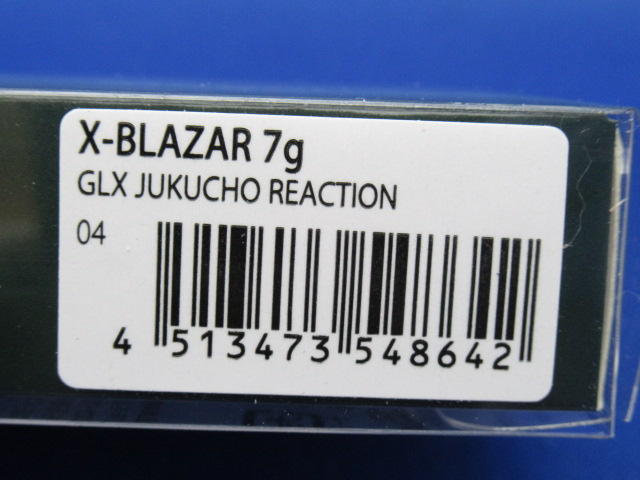 X-BLAZAR 7g
GLX JUKUCHO REACTION
04
4 513473 548642